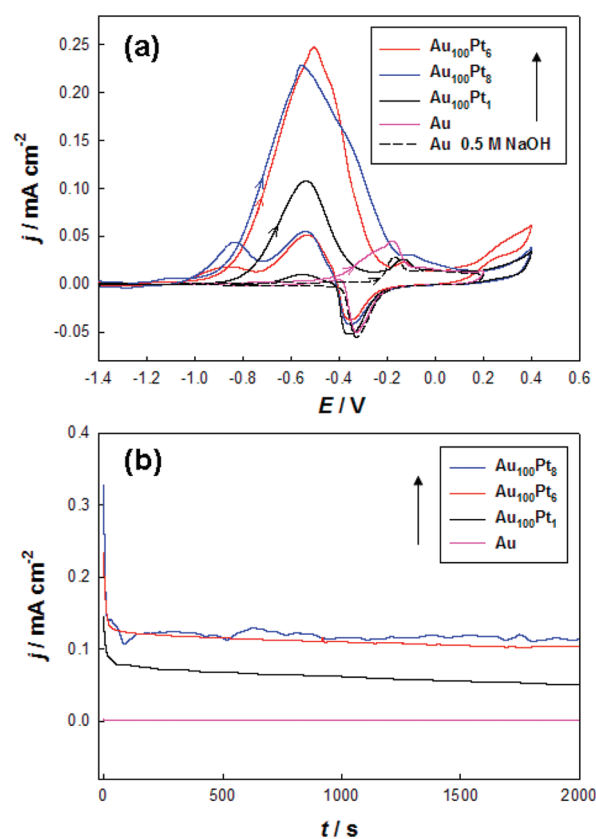 (a)
Au100Pt6
Au100Pt8
Au100Pt1
Au
Au 0.5 M NaOH
j / mA cm-2
0.25
0.20
0.15
0.10
0.05
0.00
-0.05
-1.4 -1.2 -1.0 -0.8 -0.6 -0.4 -0.2 0.0 0.2 0.4 0.6
E / V
(b)
Au100Pt8
Au100Pt6
Au100Pt1
Au
j / mA cm-2
0.4
0.3
0.2
0.1
0.0
0 500 1000 1500 2000
t / s